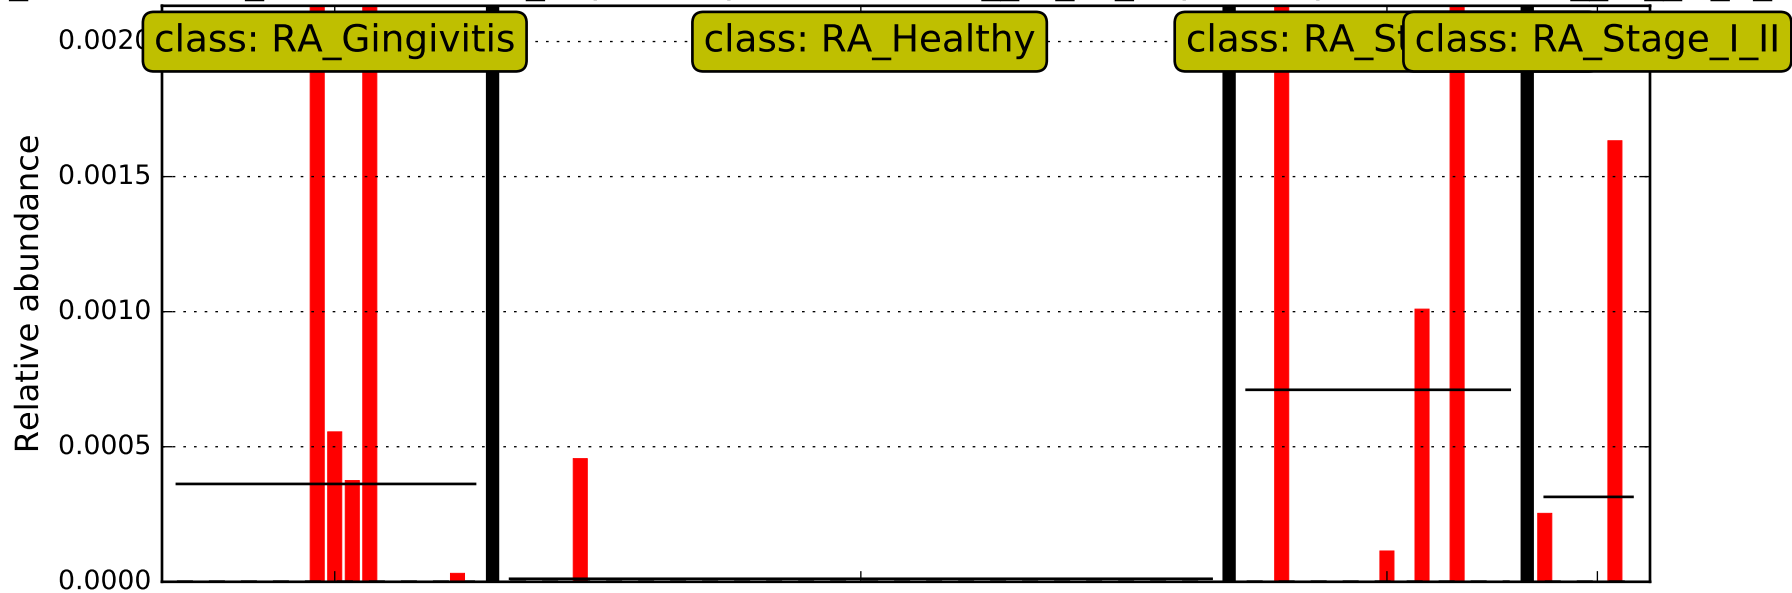 class: RA_Gingivitis
class: RA_Healthy
class: RA_St
class: RA_Stage_I_II
Relative abundance
0.0020
0.0015
0.0010
0.0005
0.0000